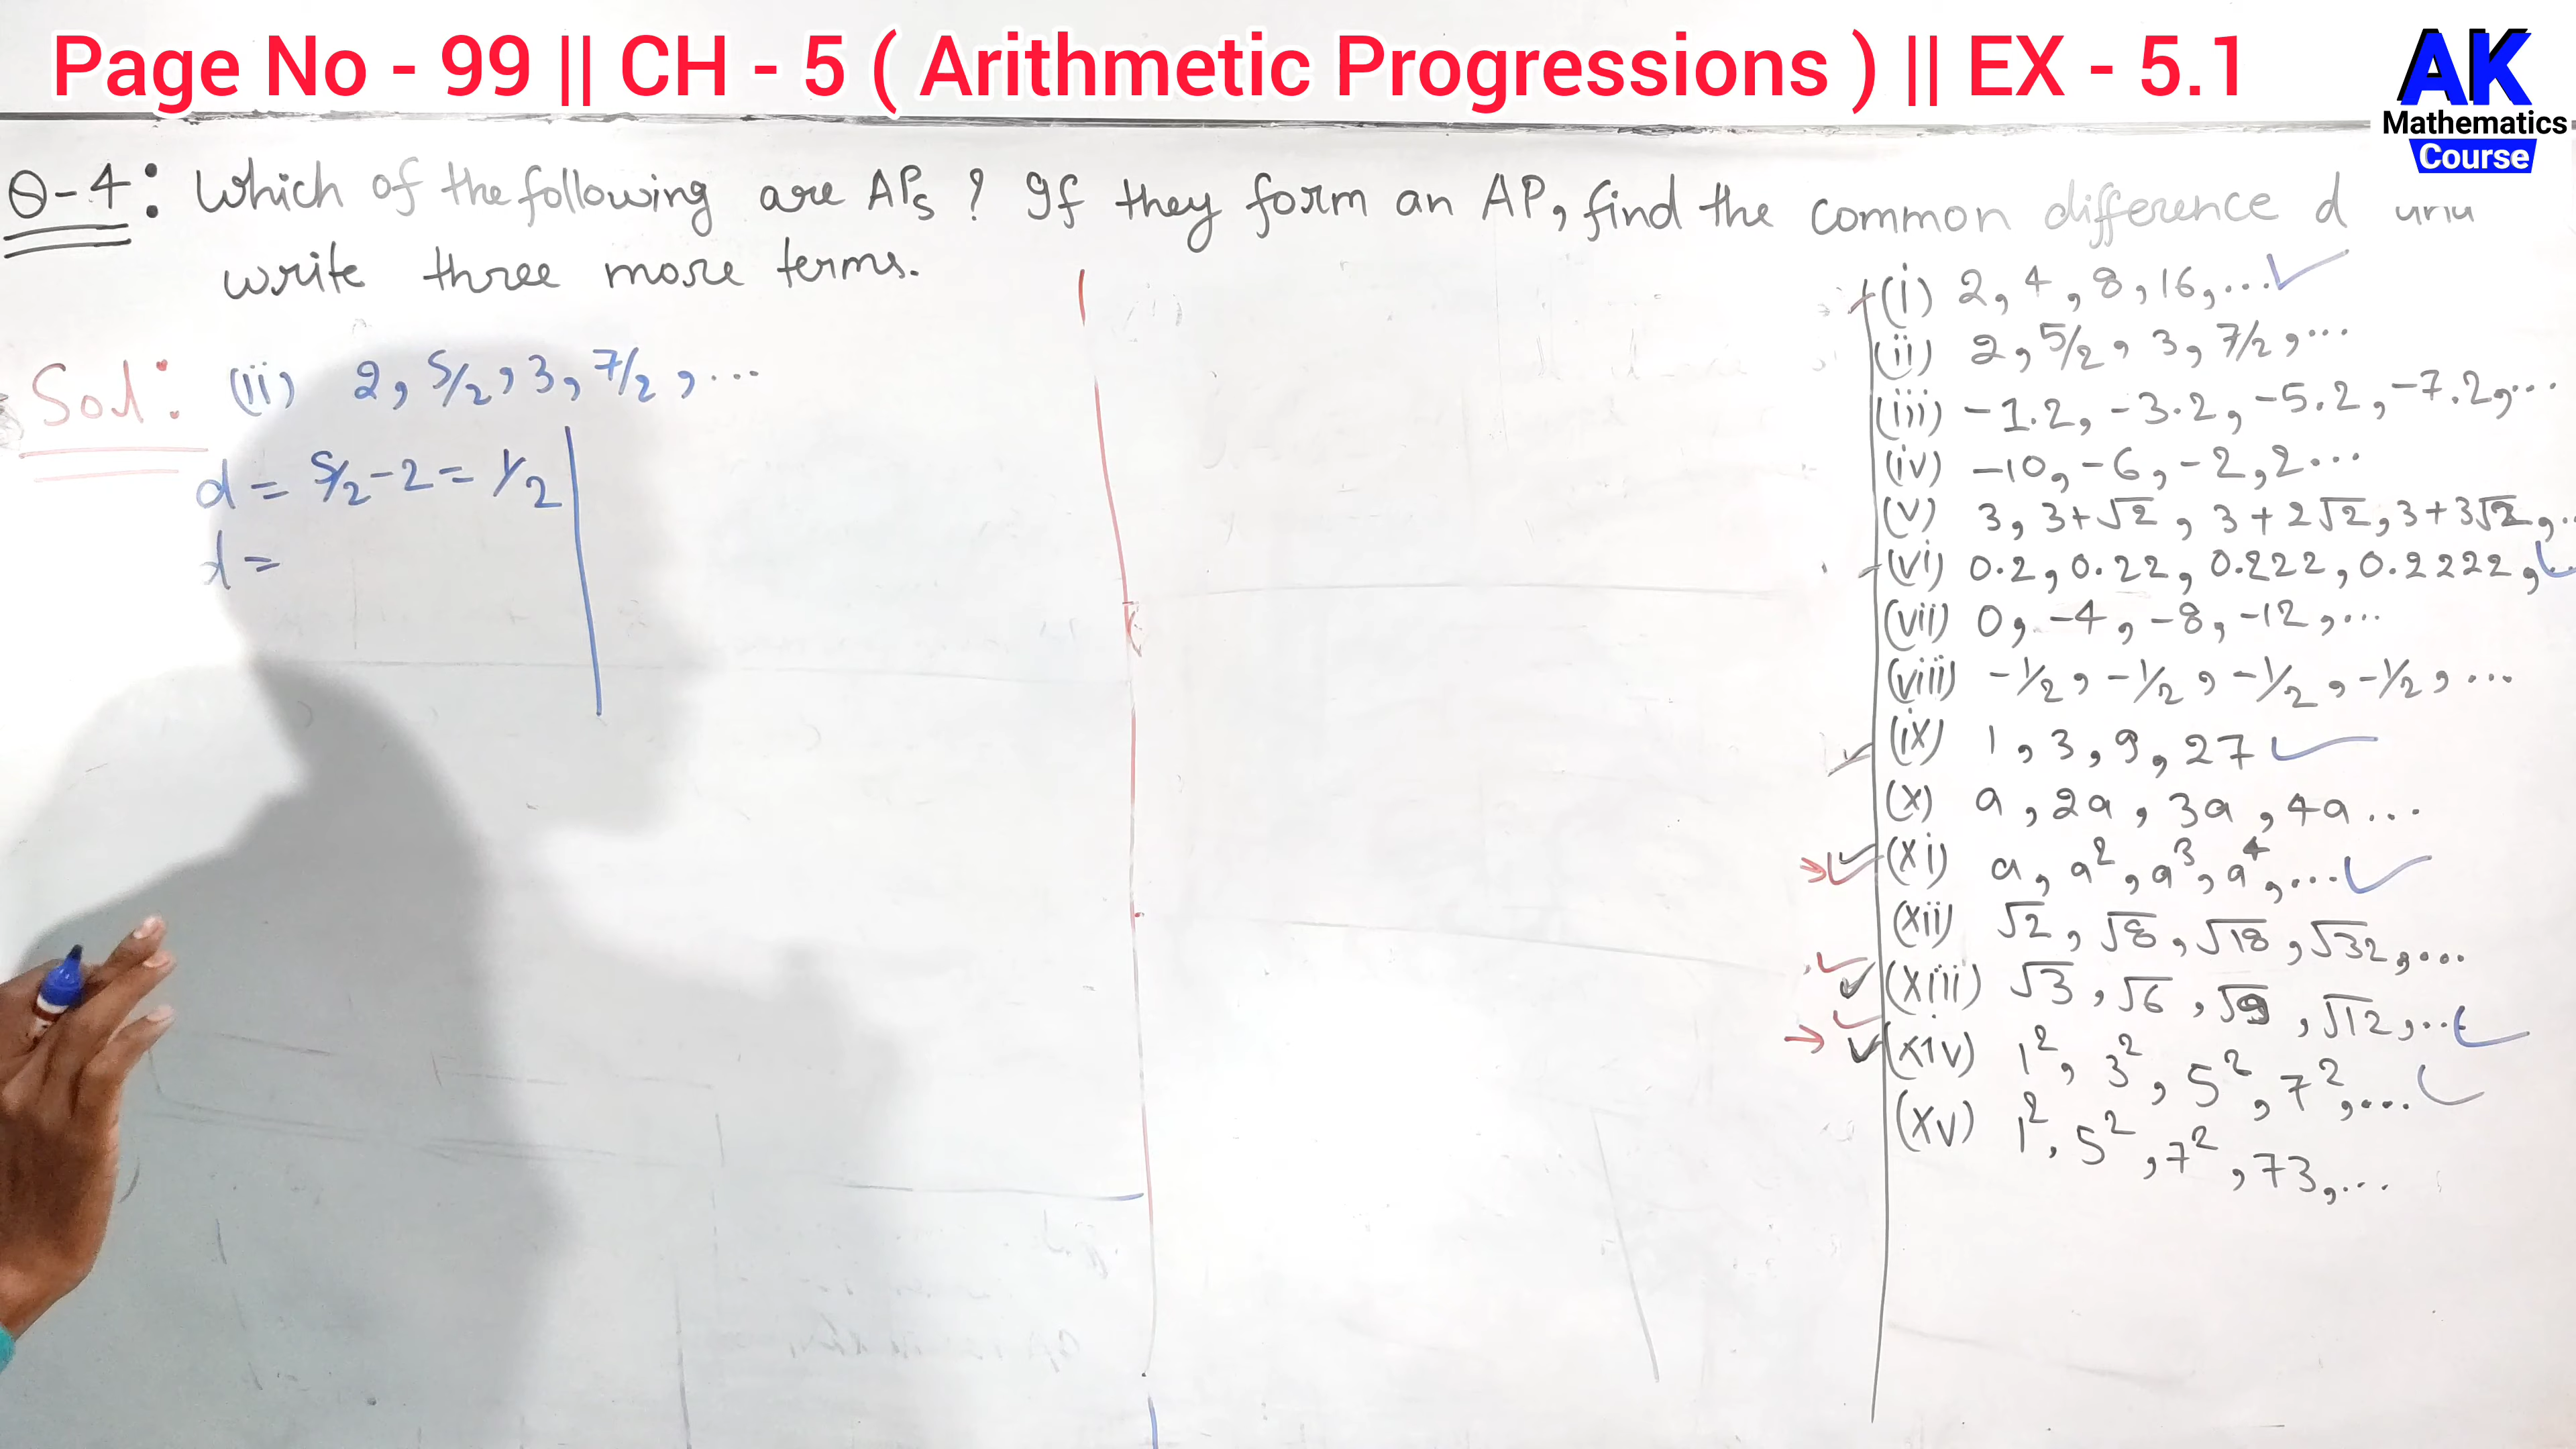 Page No - 99 || CH - 5 ( Arithmetic Progressions ) || EX - 5.1
AK
Mathematics
Course
Q-4: Which of the following are APs ? If they form an AP, find the common difference d
write three more terms.
Sol: (ii) 2, 5/2, 3, 7/2, ...
d = 5/2 - 2 = 1/2
d =
(i) 2, 4, 8, 16, ...
(ii) 2, 5/2, 3, 7/2, ...
(iii) -1.2, -3.2, -5.2, -7.2, ...
(iv) -10, -6, -2, 2...
(v) 3, 3+√2, 3+2√2, 3+3√2, ..
(vi) 0.2, 0.22, 0.222, 0.2222, ..
(vii) 0, -4, -8, -12, ...
(viii) -1/2, -1/2, -1/2, -1/2, ...
(ix) 1, 3, 9, 27
(x) a, 2a, 3a, 4a...
(xi) a, a², a³, a⁴, ...
(xii) √2, √8, √18, √32, ...
(xiii) √3, √6, √9, √12, ...
(xiv) 1², 3², 5², 7², ...
(xv) 1², 5², 7², 73, ...